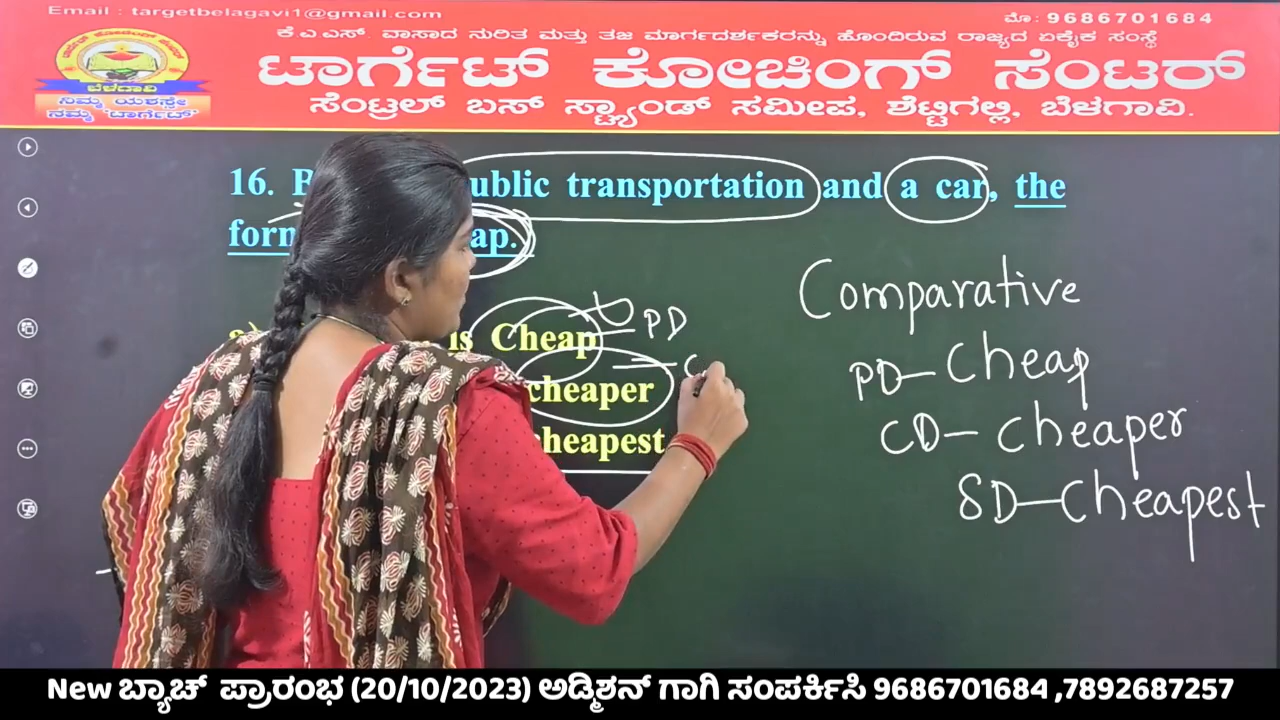 Email : targetbelagavi1@gmail.com
ಮೊ: 9686701684
ಕೆ.ಎ.ಎಸ್. ಪಾಸಾದ ನುರಿತ ಮತ್ತು ತಜ್ಞ ಮಾರ್ಗದರ್ಶಕರನ್ನು ಹೊಂದಿರುವ ರಾಜ್ಯದ ಏಕೈಕ ಸಂಸ್ಥೆ
ಟಾರ್ಗೆಟ್ ಕೋಚಿಂಗ್ ಸೆಂಟರ್
ಸೆಂಟ್ರಲ್ ಬಸ್ ಸ್ಟ್ಯಾಂಡ್ ಸಮೀಪ, ಶೆಟ್ಟಿಗಲ್ಲಿ, ಬೆಳಗಾವಿ.
ಬೆಳಗಾವಿ
ನಿಮ್ಮ ಯಶಸ್ಸೇ
ನಮ್ಮ "ಟಾರ್ಗೆಟ್"
16. ublic transportation and a car, the
ap.
is Cheap PD
cheaper C
cheapest
Comparative
PD - Cheap
CD - cheaper
SD - Cheapest
New ಬ್ಯಾಚ್ ಪ್ರಾರಂಭ (20/10/2023) ಅಡ್ಮಿಶನ್ ಗಾಗಿ ಸಂಪರ್ಕಿಸಿ 9686701684 ,7892687257